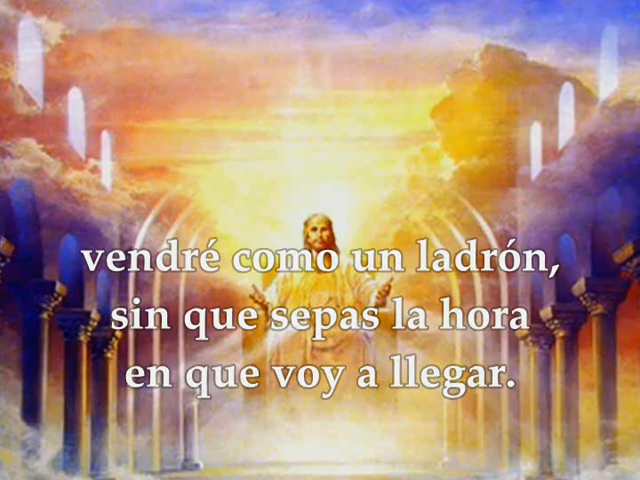 vendré como un ladrón,
sin que sepas la hora
en que voy a llegar.